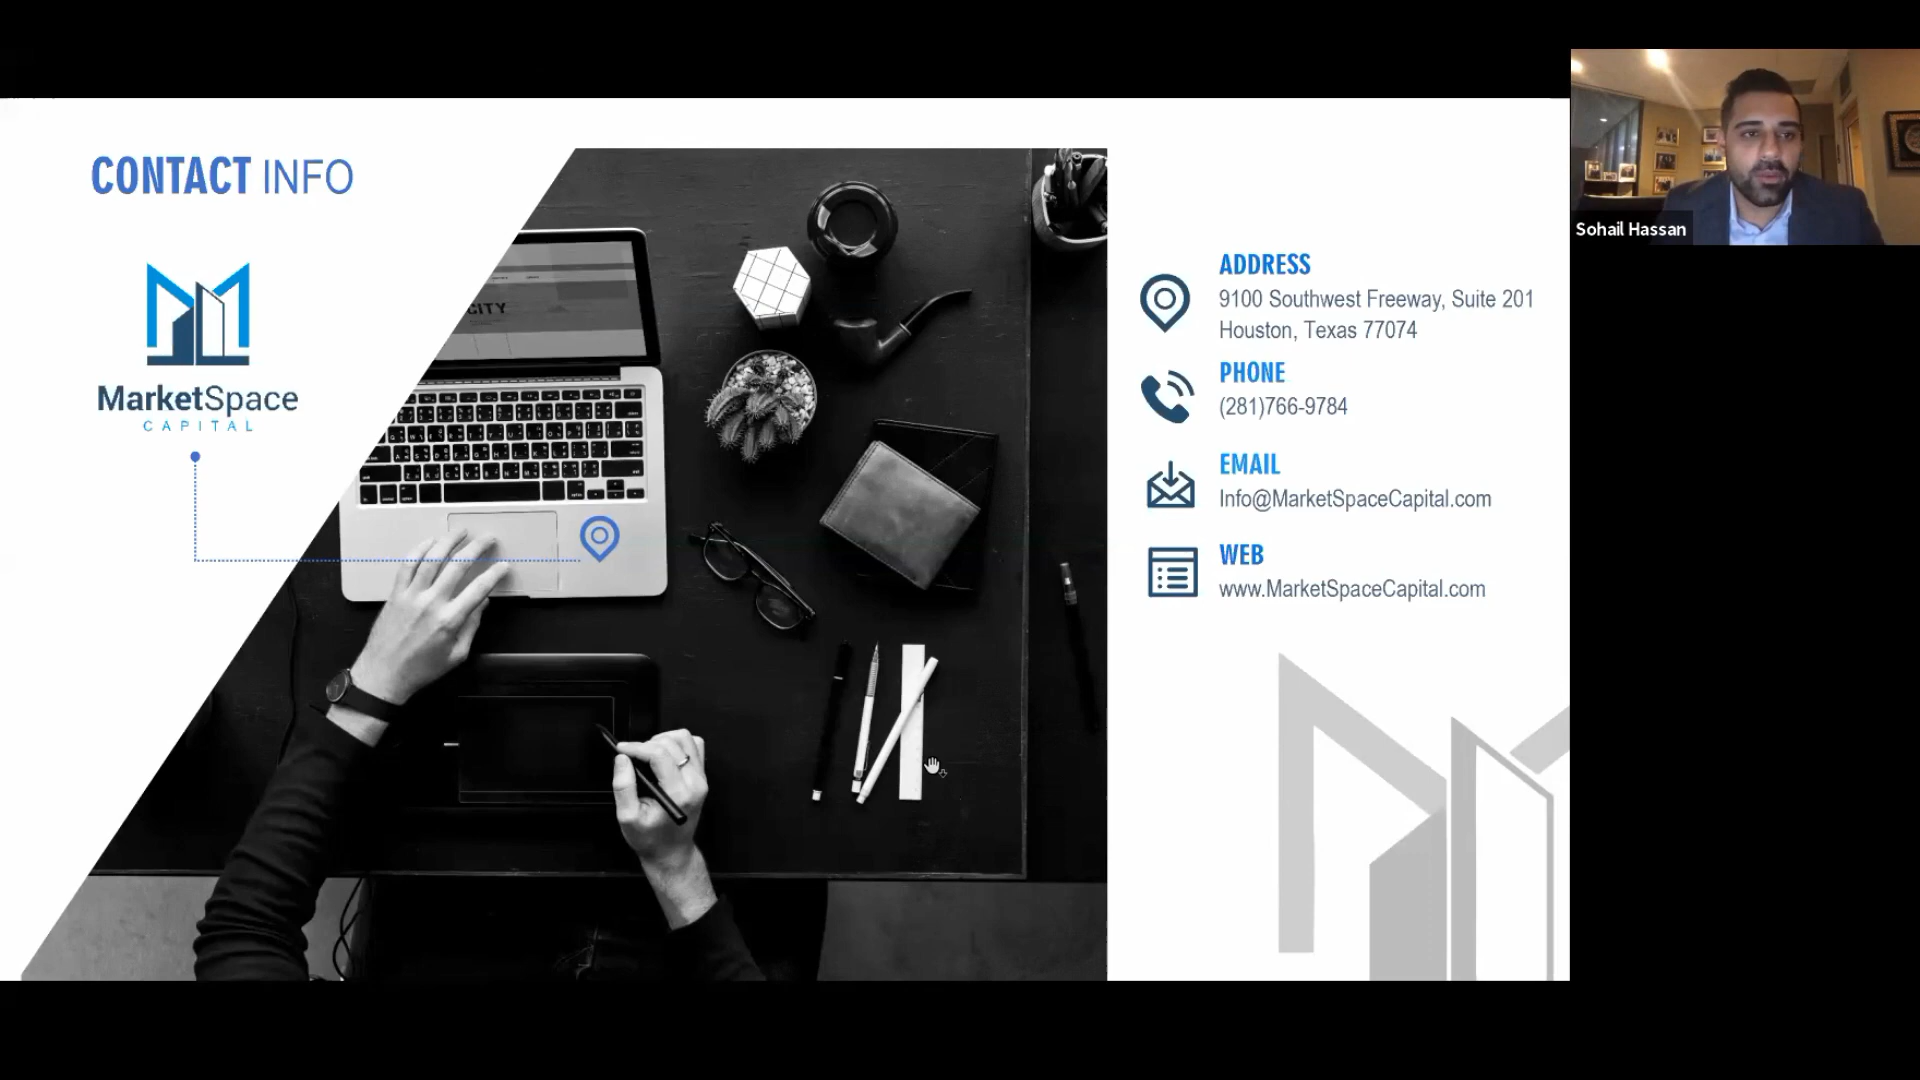 CONTACT INFO
MarketSpace
CAPITAL
CITY
ADDRESS
9100 Southwest Freeway, Suite 201
Houston, Texas 77074
PHONE
(281)766-9784
EMAIL
Info@MarketSpaceCapital.com
WEB
www.MarketSpaceCapital.com
Sohail Hassan